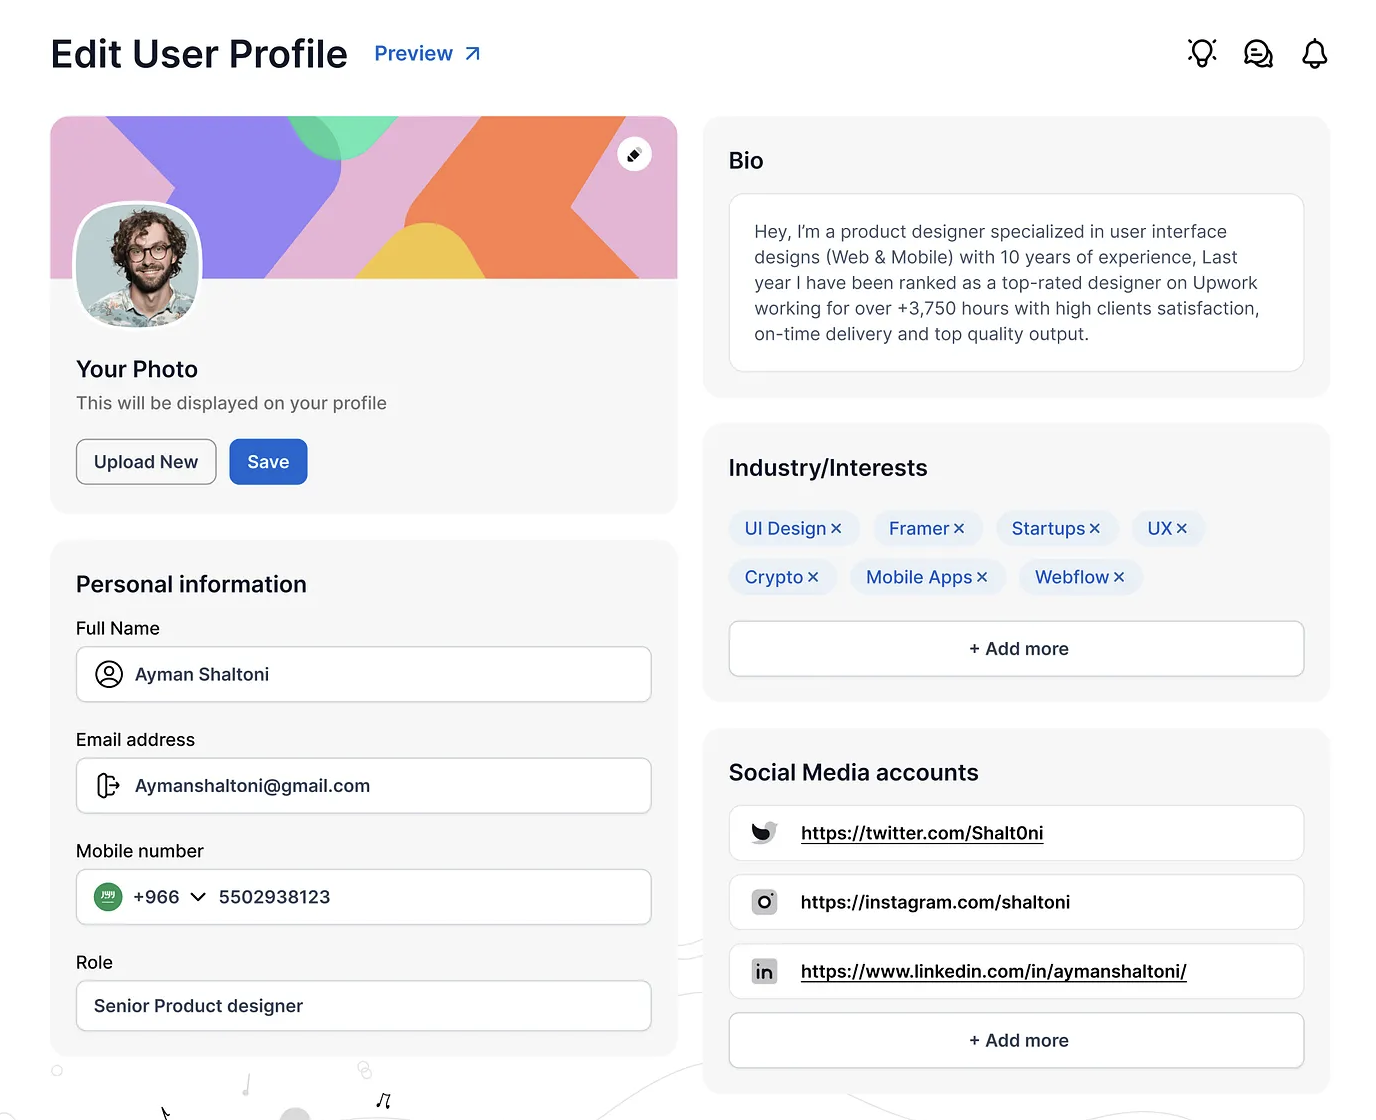 Edit User Profile
Preview
Your Photo
This will be displayed on your profile
Upload New
Save
Personal information
Full Name
Ayman Shaltoni
Email address
Aymanshaltoni@gmail.com
Mobile number
+966 5502938123
Role
Senior Product designer
Bio
Hey, I'm a product designer specialized in user interface
designs (Web & Mobile) with 10 years of experience, Last
year I have been ranked as a top-rated designer on Upwork
working for over +3,750 hours with high clients satisfaction,
on-time delivery and top quality output.
Industry/Interests
UI Design × Framer × Startups × UX ×
Crypto × Mobile Apps × Webflow ×
+ Add more
Social Media accounts
https://twitter.com/Shalt0ni
https://instagram.com/shaltoni
in https://www.linkedin.com/in/aymanshaltoni/
+ Add more